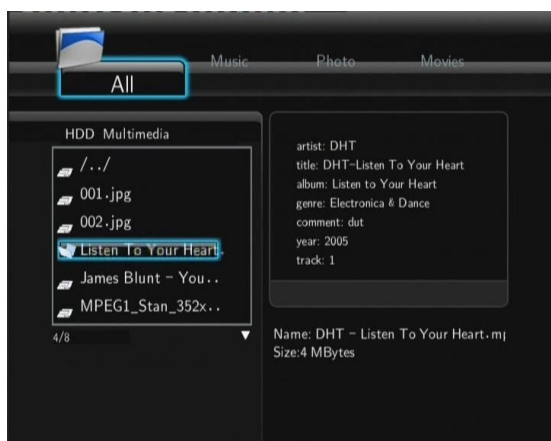 Music Photo Movies
All
HDD Multimedia
/../
001.jpg
002.jpg
Listen To Your Heart.
James Blunt - You..
MPEG1_Stan_352x..
4/8
artist: DHT
title: DHT-Listen To Your Heart
album: Listen to Your Heart
genre: Electronica & Dance
comment: dut
year: 2005
track: 1
Name: DHT - Listen To Your Heart.mp
Size:4 MBytes